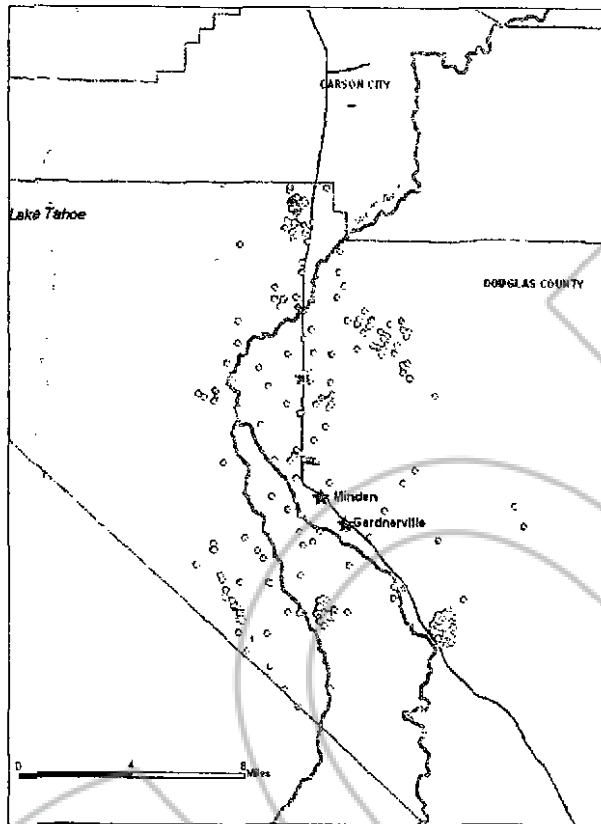 CARSON CITY
Lake Tahoe
DOUGLAS COUNTY
Minden
Gardnerville
0 4 8
Miles